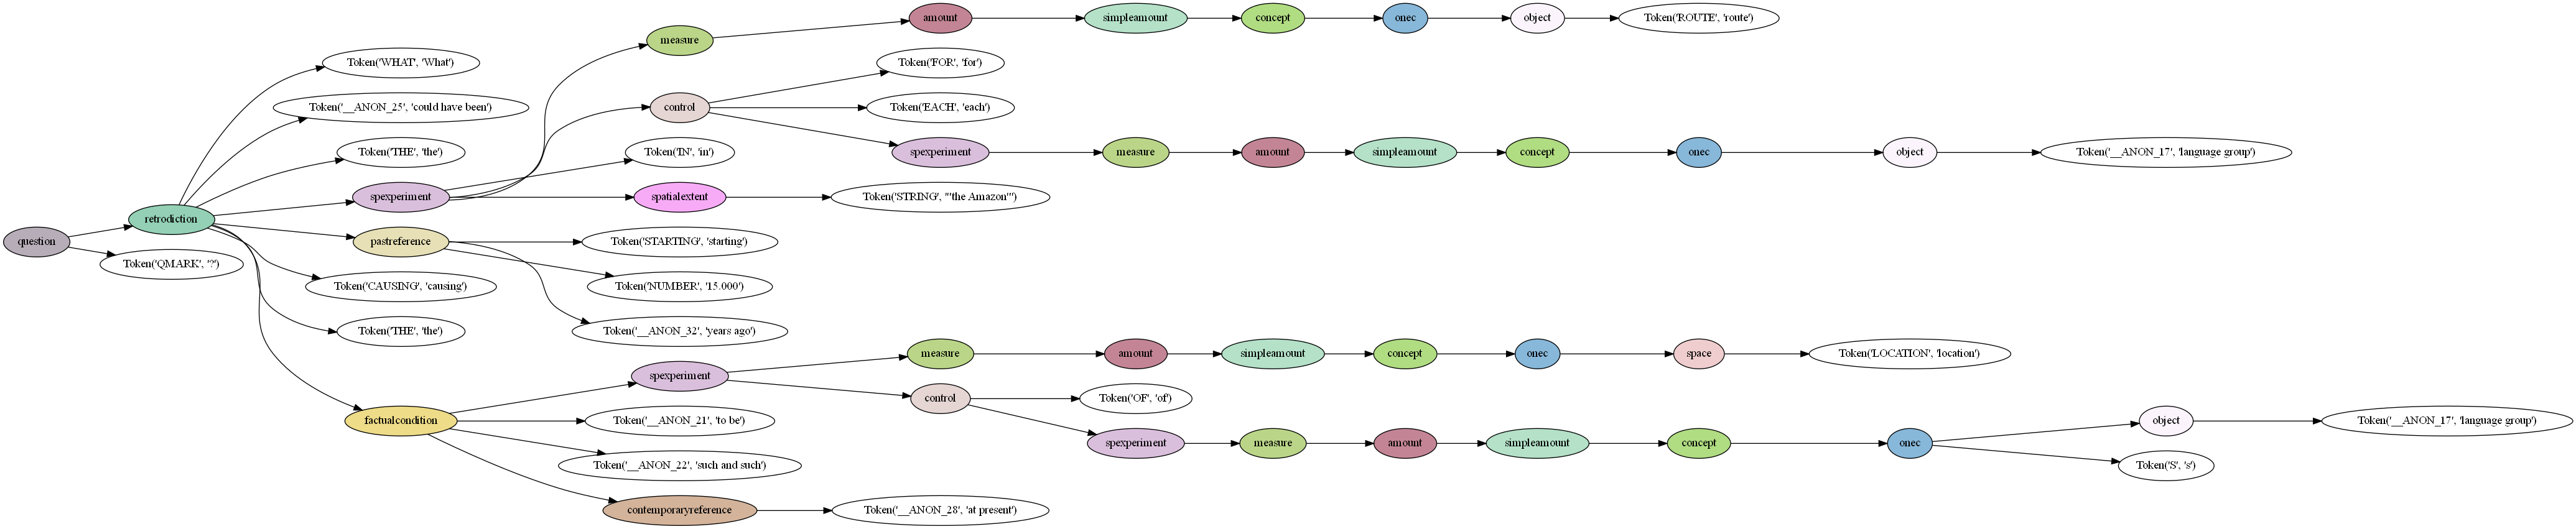 amount
simpleamount
concept
onec
object
Token('ROUTE', 'route')
measure
Token('WHAT', 'What')
Token('FOR', 'for')
Token('__ANON_25', 'could have been')
control
Token('EACH', 'each')
Token('THE', 'the')
Token('IN', 'in')
spexperiment
measure
amount
simpleamount
concept
onec
object
Token('__ANON_17', 'language group')
spexperiment
spatialextent
Token('STRING', "'the Amazon'")
retrodiction
question
pastreference
Token('STARTING', 'starting')
Token('QMARK', '?')
Token('CAUSING', 'causing')
Token('NUMBER', '15.000')
Token('THE', 'the')
Token('__ANON_32', 'years ago')
measure
amount
simpleamount
concept
onec
space
Token('LOCATION', 'location')
spexperiment
control
Token('OF', 'of')
factualcondition
Token('__ANON_21', 'to be')
object
Token('__ANON_17', 'language group')
spexperiment
measure
amount
simpleamount
concept
onec
Token('__ANON_22', 'such and such')
Token('S', 's')
contemporaryreference
Token('__ANON_28', 'at present')